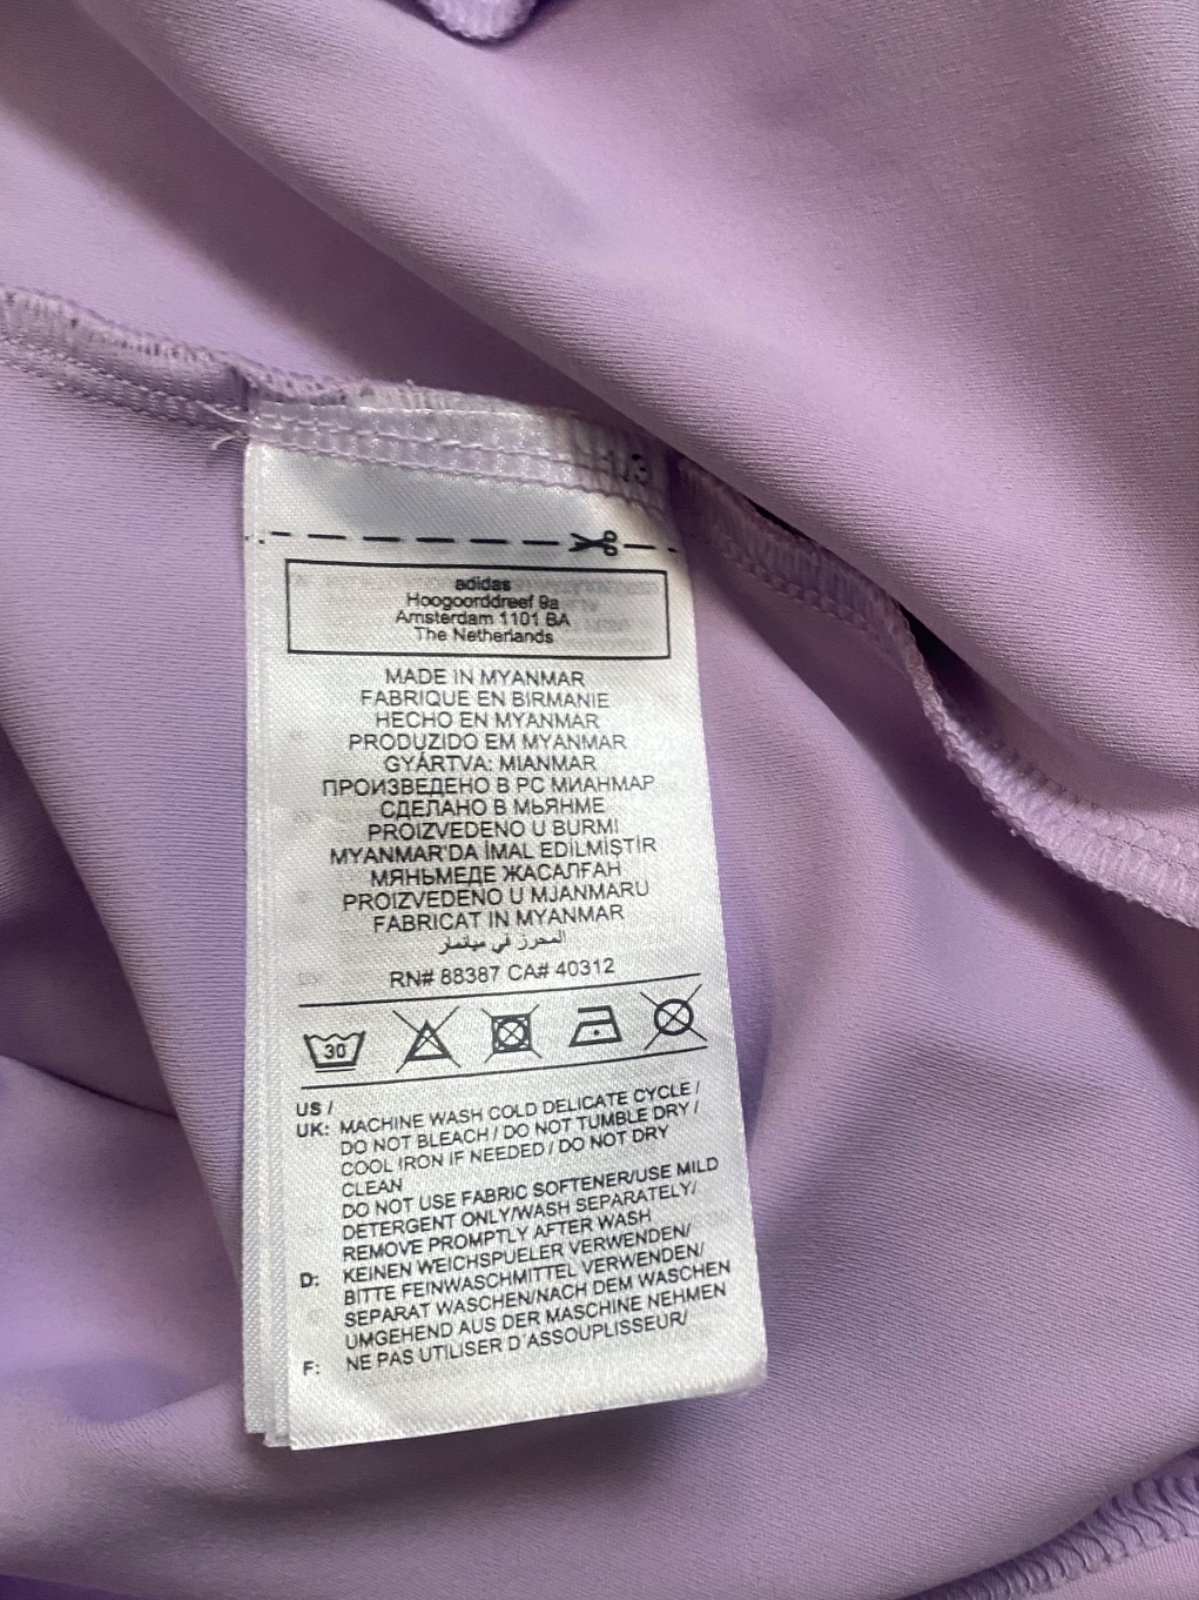 1/3
adidas
Hoogoorddreef 9a
Amsterdam 1101 BA
The Netherlands
MADE IN MYANMAR
FABRIQUE EN BIRMANIE
HECHO EN MYANMAR
PRODUZIDO EM MYANMAR
GYÁRTVA: MIANMAR
ПРОИЗВЕДЕНО В РС МИАНМАР
СДЕЛАНО В МЬЯНМЕ
PROIZVEDENO U BURMI
MYANMAR'DA İMAL EDİLMİŞTİR
МЯНЬМЕДЕ ЖАСАЛҒАН
PROIZVEDENO U MJANMARU
FABRICAT IN MYANMAR
المحرز في ميانمار
RN# 88387 CA# 40312
30
US /
UK: MACHINE WASH COLD DELICATE CYCLE /
DO NOT BLEACH / DO NOT TUMBLE DRY /
COOL IRON IF NEEDED / DO NOT DRY
CLEAN
DO NOT USE FABRIC SOFTENER/USE MILD
DETERGENT ONLY/WASH SEPARATELY/
REMOVE PROMPTLY AFTER WASH
D: KEINEN WEICHSPUELER VERWENDEN/
BITTE FEINWASCHMITTEL VERWENDEN/
SEPARAT WASCHEN/NACH DEM WASCHEN
UMGEHEND AUS DER MASCHINE NEHMEN
F: NE PAS UTILISER D'ASSOUPLISSEUR/